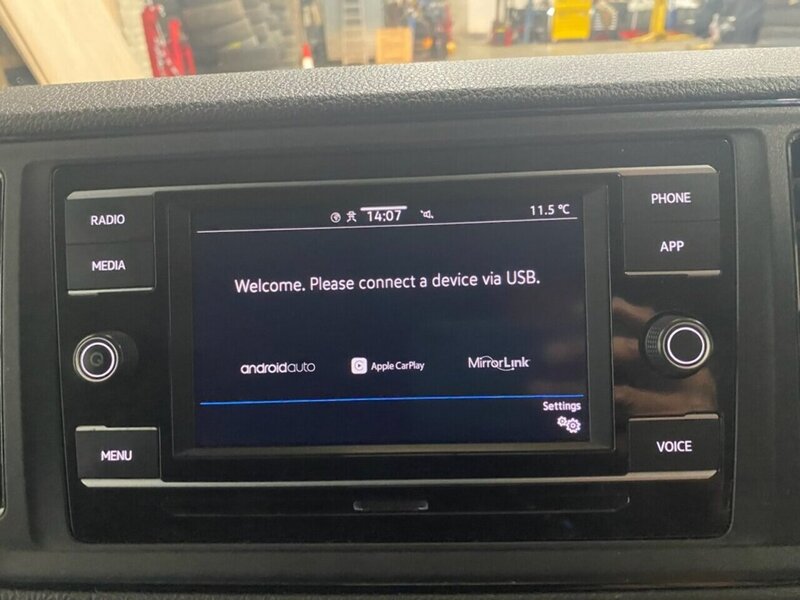 RADIO
MEDIA
MENU
14:07
11.5 °C
Welcome. Please connect a device via USB.
androidauto
Apple CarPlay
MirrorLink
Settings
PHONE
APP
VOICE